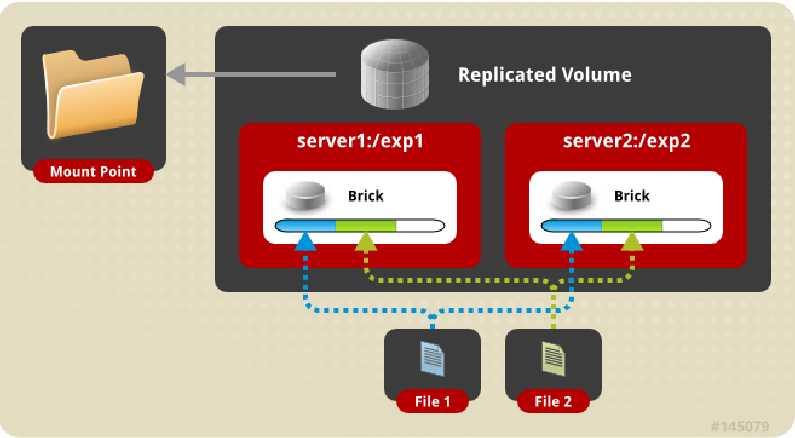 Replicated Volume
Mount Point
server1:/exp1
server2:/exp2
Brick
Brick
File 1
File 2
#145079